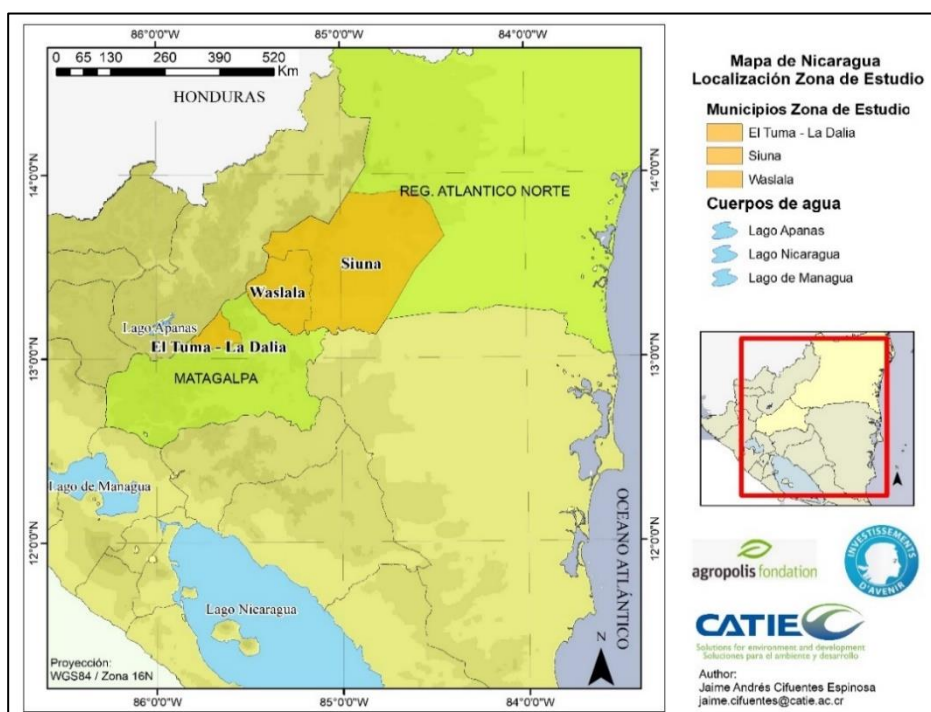 86°0'0"W 85°0'0"W 84°0'0"W
0 65 130 260 390 520
Km
HONDURAS
14°0'0"N
14°0'0"N
REG. ATLANTICO NORTE
Siuna
Waslala
Lago Apanas
El Tuma - La Dalia
13°0'0"N
13°0'0"N
MATAGALPA
Lago de Managua
12°0'0"N
12°0'0"N
OCEANO ATLÁNTICO
Lago Nicaragua
N
Proyección:
WGS84 / Zona 16N
86°0'0"W 85°0'0"W 84°0'0"W
Mapa de Nicaragua
Localización Zona de Estudio
Municipios Zona de Estudio
El Tuma - La Dalia
Siuna
Waslala
Cuerpos de agua
Lago Apanas
Lago Nicaragua
Lago de Managua
agropolis fondation
INVESTISSEMENTS
D'AVENIR
CATIE
Solutions for environment and development
Soluciones para el ambiente y desarrollo
Author:
Jaime Andrés Cifuentes Espinosa
jaime.cifuentes@catie.ac.cr